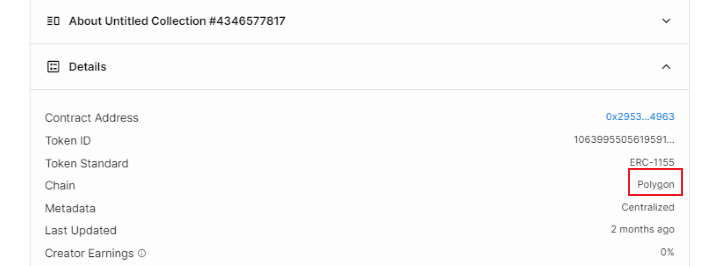 About Untitled Collection #4346577817
Details
Contract Address 0x2953...4963
Token ID 1063995505619591...
Token Standard ERC-1155
Chain Polygon
Metadata Centralized
Last Updated 2 months ago
Creator Earnings 0%